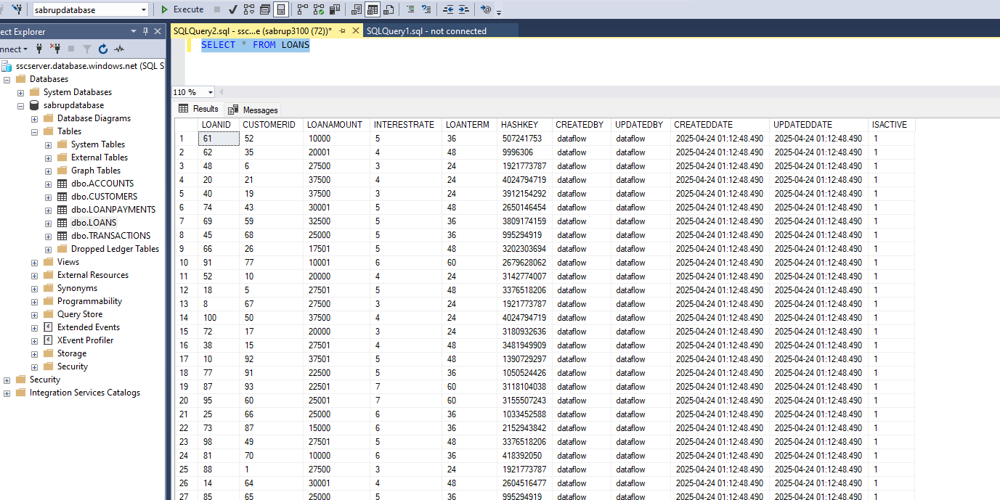 sabrupdatabase Execute
ect Explorer
nnect
sscserver.database.windows.net (SQL S
Databases
System Databases
sabrupdatabase
Database Diagrams
Tables
System Tables
External Tables
Graph Tables
dbo.ACCOUNTS
dbo.CUSTOMERS
dbo.LOANPAYMENTS
dbo.LOANS
dbo.TRANSACTIONS
Dropped Ledger Tables
Views
External Resources
Synonyms
Programmability
Query Store
Extended Events
XEvent Profiler
Storage
Security
Security
Integration Services Catalogs
SQLQuery2.sql - ssc...e (sabrup3100 (72))* SQLQuery1.sql - not connected
SELECT * FROM LOANS
110 %
Results Messages
LOANID CUSTOMERID LOANAMOUNT INTERESTRATE LOANTERM HASHKEY CREATEDBY UPDATEDBY CREATEDDATE UPDATEDDATE ISACTIVE
1 61 52 10000 5 36 507241753 dataflow dataflow 2025-04-24 01:12:48.490 2025-04-24 01:12:48.490 1
2 62 35 20001 4 48 9996306 dataflow dataflow 2025-04-24 01:12:48.490 2025-04-24 01:12:48.490 1
3 48 6 27500 3 24 1921773787 dataflow dataflow 2025-04-24 01:12:48.490 2025-04-24 01:12:48.490 1
4 20 21 37500 4 24 4024794719 dataflow dataflow 2025-04-24 01:12:48.490 2025-04-24 01:12:48.490 1
5 40 19 37500 3 24 3912154292 dataflow dataflow 2025-04-24 01:12:48.490 2025-04-24 01:12:48.490 1
6 74 43 30001 5 48 2650146454 dataflow dataflow 2025-04-24 01:12:48.490 2025-04-24 01:12:48.490 1
7 69 59 32500 5 36 3809174159 dataflow dataflow 2025-04-24 01:12:48.490 2025-04-24 01:12:48.490 1
8 45 68 25000 5 36 995294919 dataflow dataflow 2025-04-24 01:12:48.490 2025-04-24 01:12:48.490 1
9 66 26 17501 5 48 3202303694 dataflow dataflow 2025-04-24 01:12:48.490 2025-04-24 01:12:48.490 1
10 91 77 10001 6 60 2679628062 dataflow dataflow 2025-04-24 01:12:48.490 2025-04-24 01:12:48.490 1
11 52 10 20000 4 24 3142774007 dataflow dataflow 2025-04-24 01:12:48.490 2025-04-24 01:12:48.490 1
12 18 5 27501 5 48 3376518206 dataflow dataflow 2025-04-24 01:12:48.490 2025-04-24 01:12:48.490 1
13 8 67 27500 3 24 1921773787 dataflow dataflow 2025-04-24 01:12:48.490 2025-04-24 01:12:48.490 1
14 100 50 37500 4 24 4024794719 dataflow dataflow 2025-04-24 01:12:48.490 2025-04-24 01:12:48.490 1
15 72 17 20000 3 24 3180932636 dataflow dataflow 2025-04-24 01:12:48.490 2025-04-24 01:12:48.490 1
16 38 15 27501 4 48 3481949909 dataflow dataflow 2025-04-24 01:12:48.490 2025-04-24 01:12:48.490 1
17 10 92 37501 5 48 1390729297 dataflow dataflow 2025-04-24 01:12:48.490 2025-04-24 01:12:48.490 1
18 77 91 22500 5 36 1050524426 dataflow dataflow 2025-04-24 01:12:48.490 2025-04-24 01:12:48.490 1
19 87 93 22501 7 60 3118104038 dataflow dataflow 2025-04-24 01:12:48.490 2025-04-24 01:12:48.490 1
20 95 60 25001 7 60 3155507243 dataflow dataflow 2025-04-24 01:12:48.490 2025-04-24 01:12:48.490 1
21 25 66 25000 6 36 1033452588 dataflow dataflow 2025-04-24 01:12:48.490 2025-04-24 01:12:48.490 1
22 73 87 15000 6 36 2152943842 dataflow dataflow 2025-04-24 01:12:48.490 2025-04-24 01:12:48.490 1
23 98 49 27501 5 48 3376518206 dataflow dataflow 2025-04-24 01:12:48.490 2025-04-24 01:12:48.490 1
24 81 70 10000 6 36 418392050 dataflow dataflow 2025-04-24 01:12:48.490 2025-04-24 01:12:48.490 1
25 88 1 27500 3 24 1921773787 dataflow dataflow 2025-04-24 01:12:48.490 2025-04-24 01:12:48.490 1
26 14 64 30001 4 48 2604516477 dataflow dataflow 2025-04-24 01:12:48.490 2025-04-24 01:12:48.490 1
27 85 65 25000 5 36 995294919 dataflow dataflow 2025-04-24 01:12:48.490 2025-04-24 01:12:48.490 1